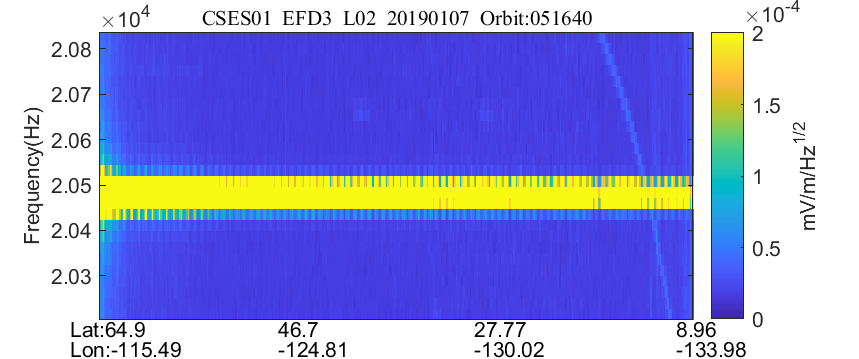 ×10⁴ CSES01 EFD3 L02 20190107 Orbit:051640 ×10⁻⁴
2.08
2.07
2.06
2.05
2.04
2.03
Frequency(Hz)
2
1.5
1
0.5
0
mV/m/Hz^1/2
Lat:64.9 46.7 27.77 8.96
Lon:-115.49 -124.81 -130.02 -133.98